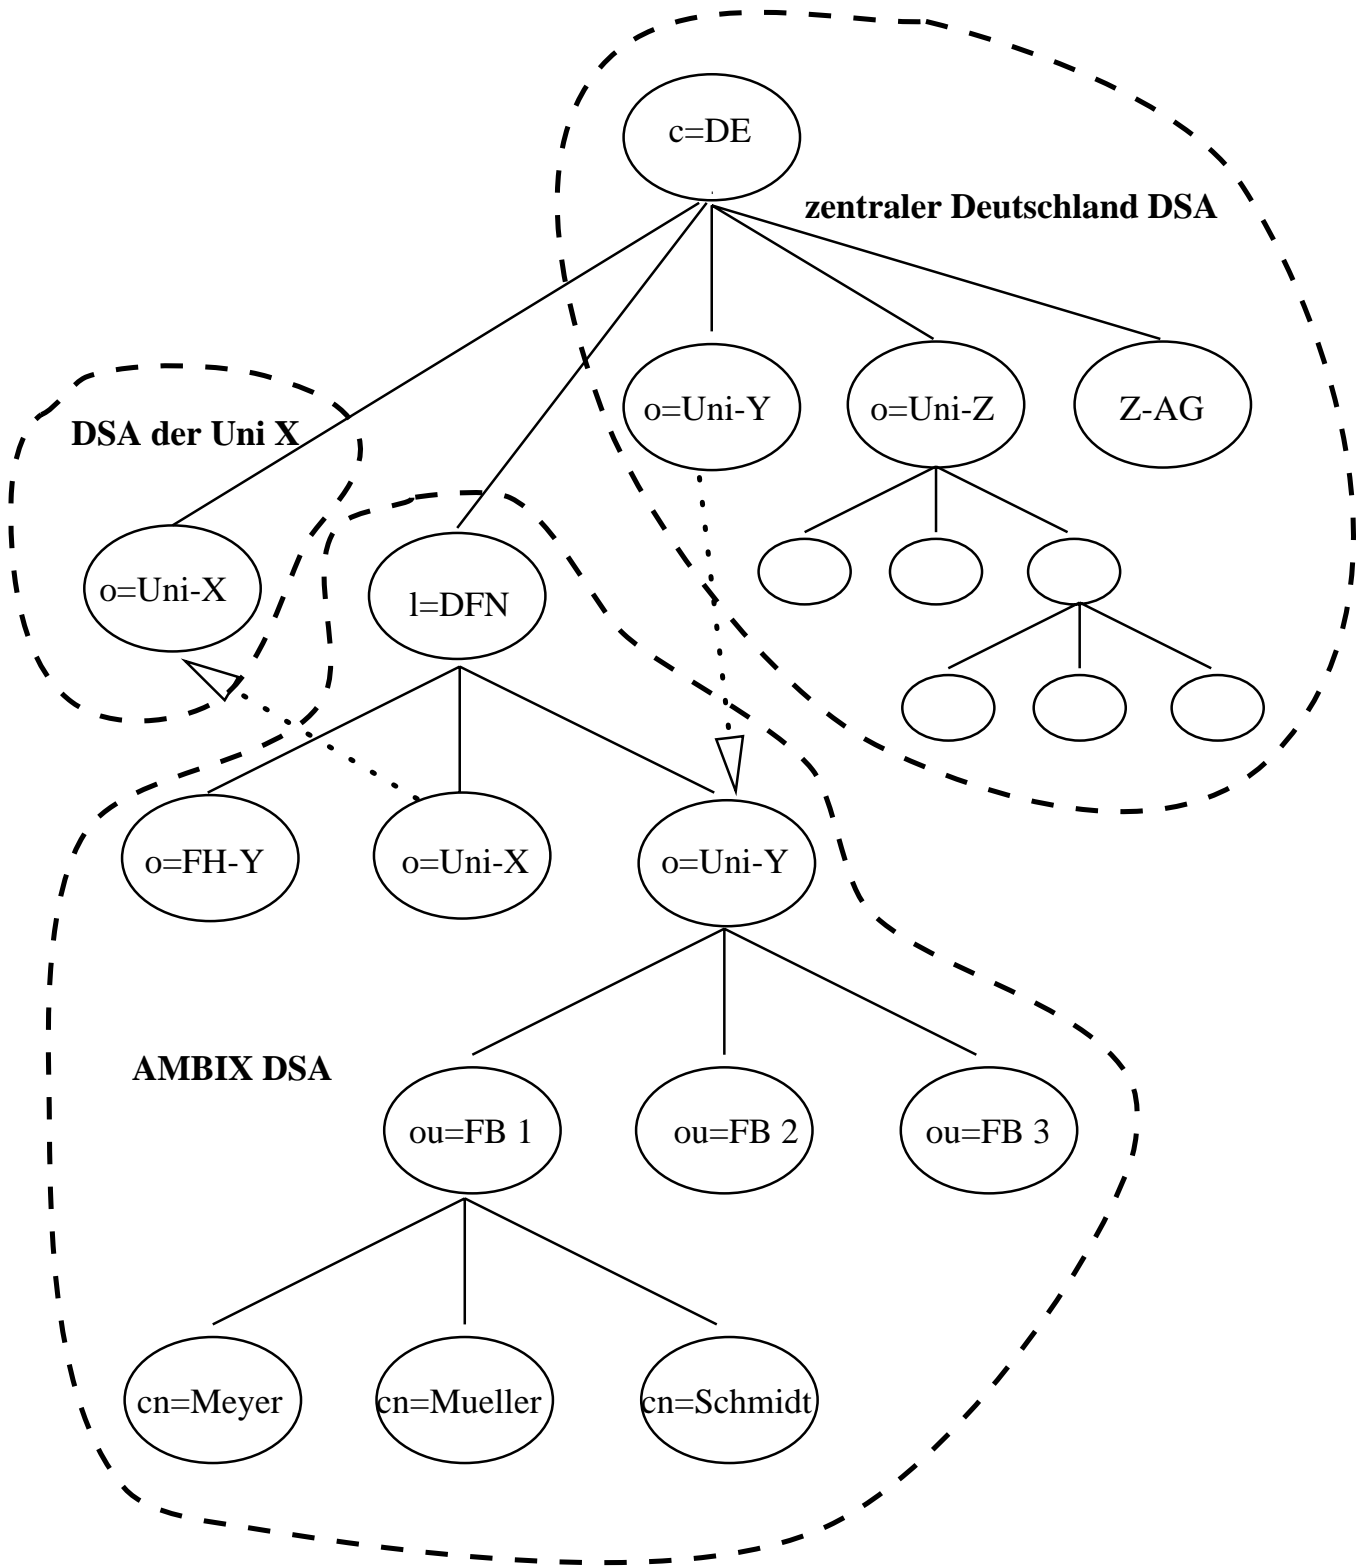 c=DE
zentraler Deutschland DSA
o=Uni-Y
o=Uni-Z
Z-AG
DSA der Uni X
o=Uni-X
l=DFN
o=FH-Y
o=Uni-X
o=Uni-Y
AMBIX DSA
ou=FB 1
ou=FB 2
ou=FB 3
cn=Meyer
cn=Mueller
cn=Schmidt